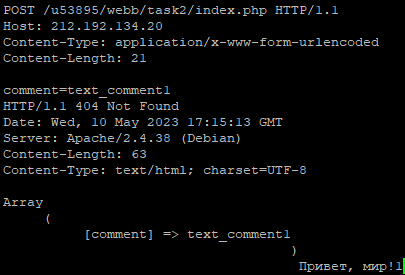 POST /u53895/webb/task2/index.php HTTP/1.1
Host: 212.192.134.20
Content-Type: application/x-www-form-urlencoded
Content-Length: 21

comment=text_comment1
HTTP/1.1 404 Not Found
Date: Wed, 10 May 2023 17:15:13 GMT
Server: Apache/2.4.38 (Debian)
Content-Length: 63
Content-Type: text/html; charset=UTF-8

Array
(
[comment] => text_comment1
)
Привет, мир!1